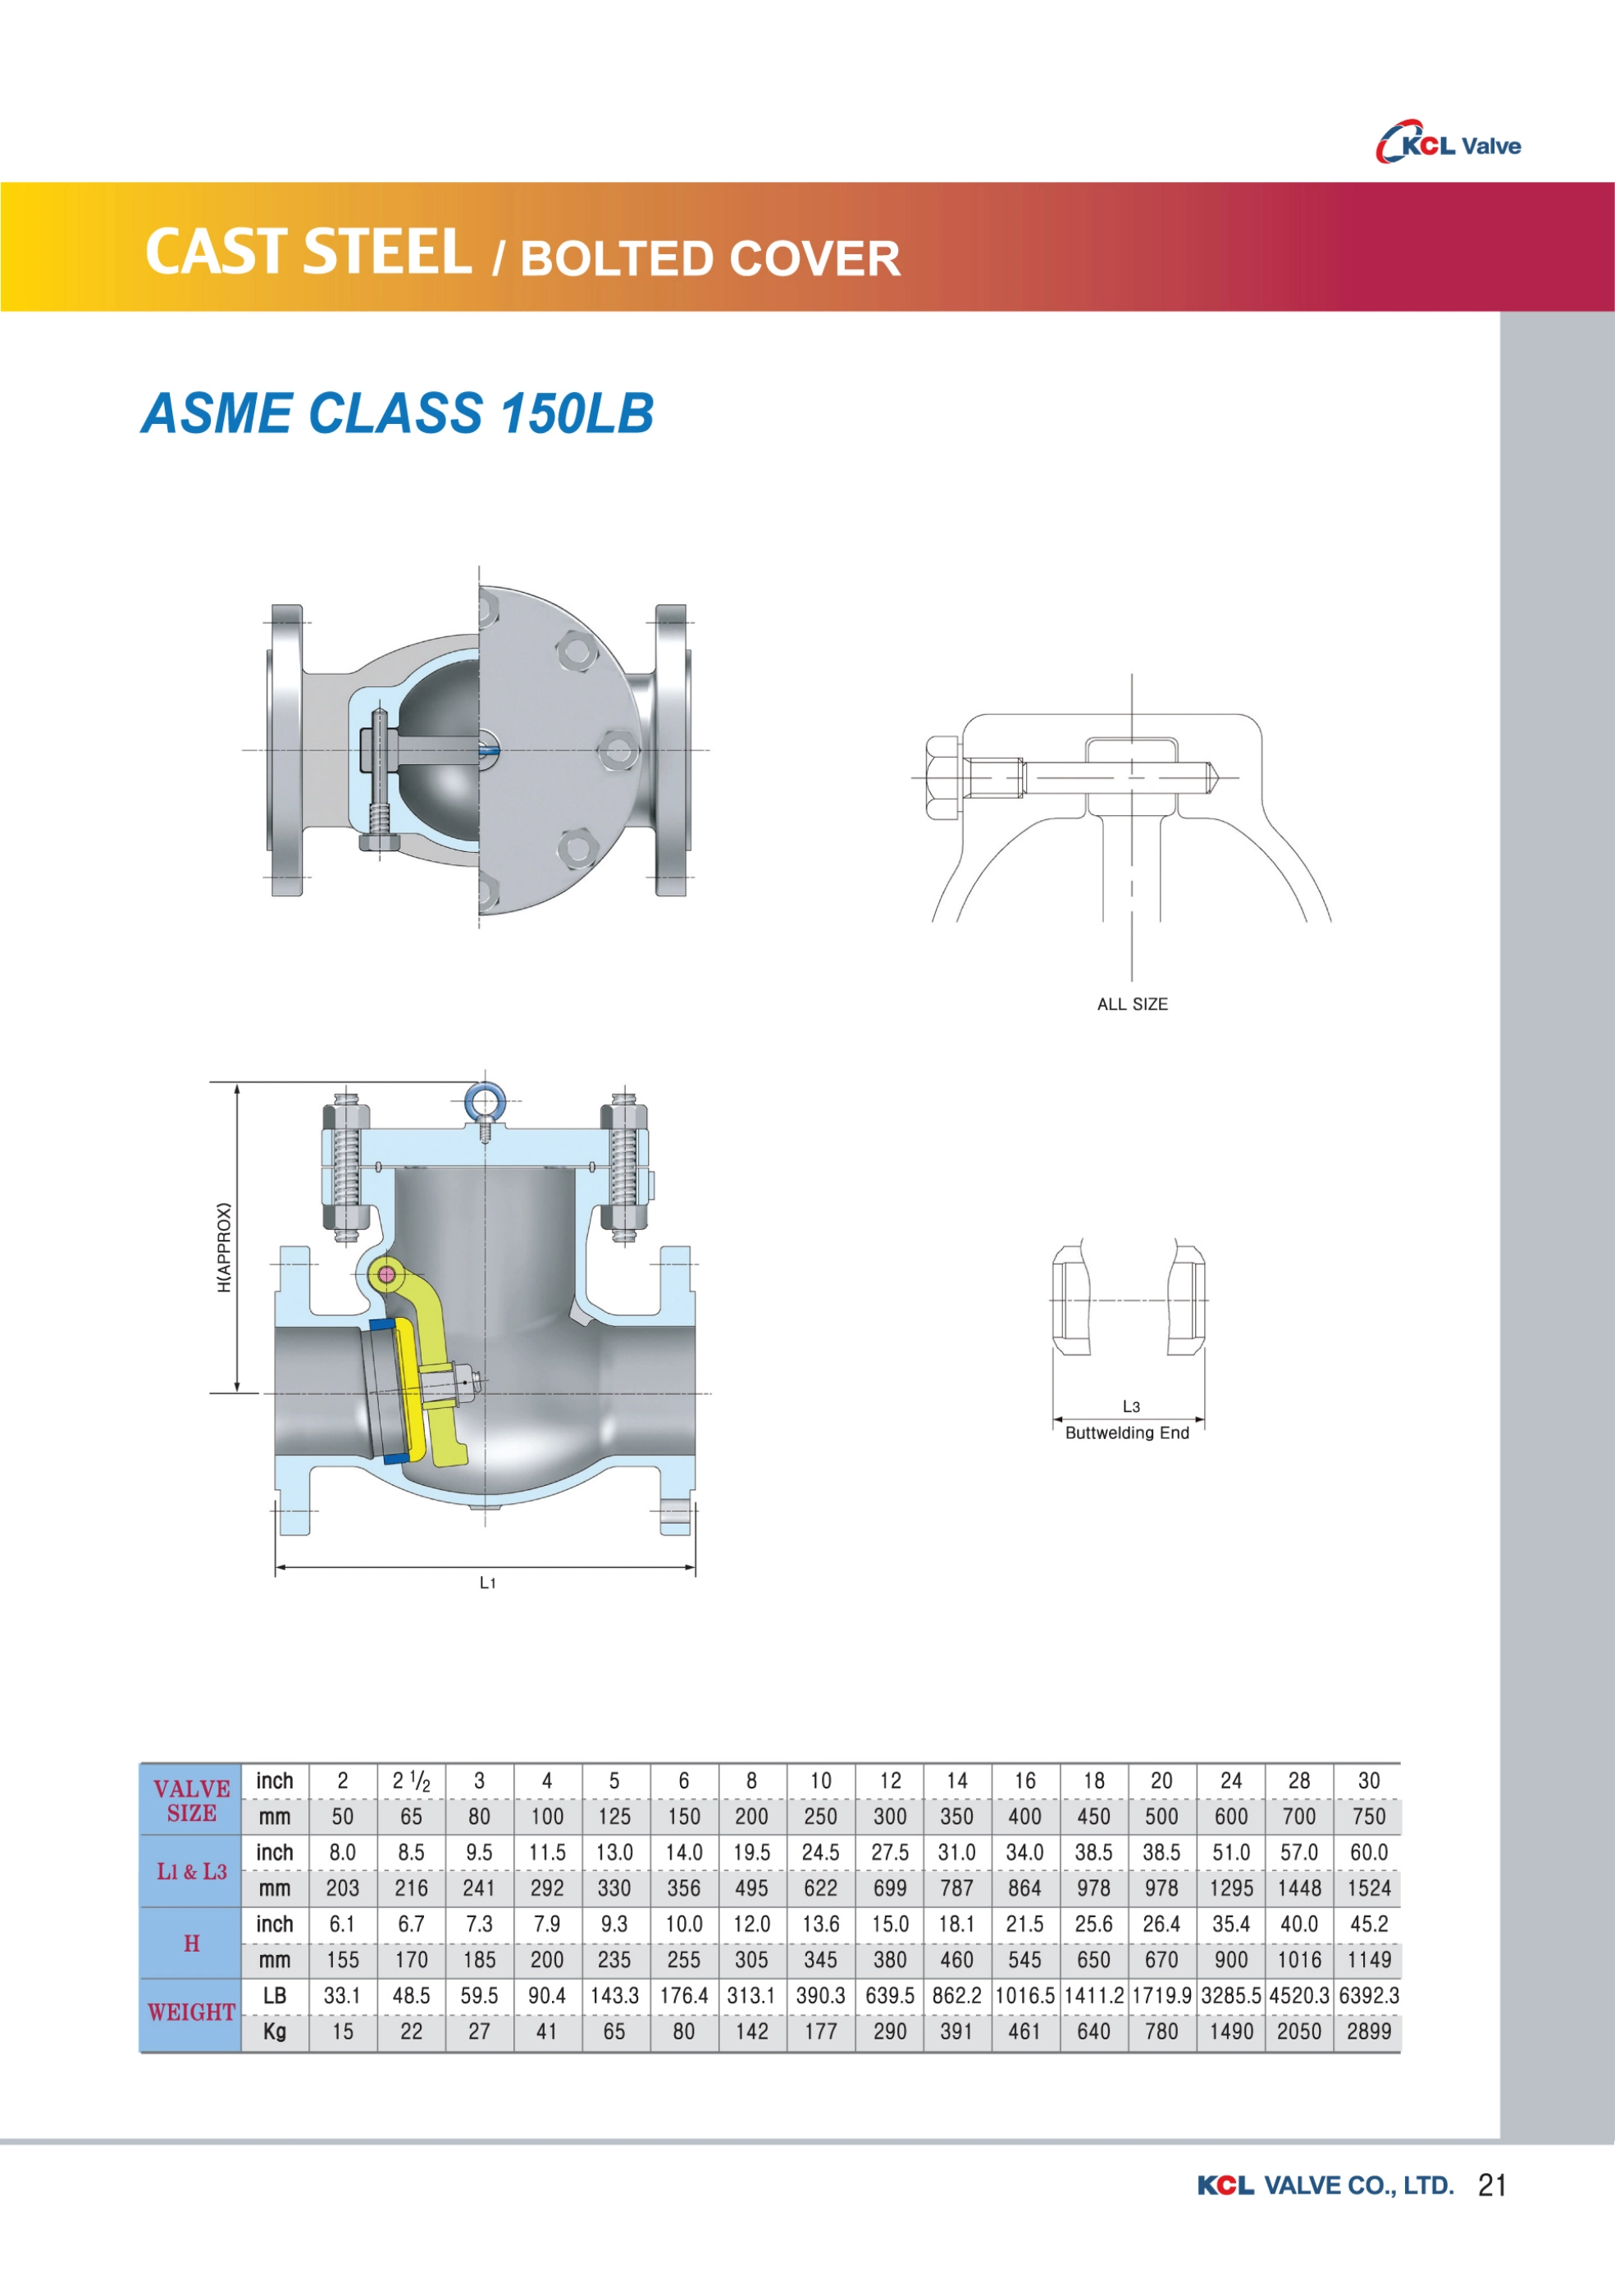 KCL Valve
CAST STEEL / BOLTED COVER
ASME CLASS 150LB
ALL SIZE
H(APPROX)
L3
Buttwelding End
L1
VALVE SIZE inch 2 2 1/2 3 4 5 6 8 10 12 14 16 18 20 24 28 30
mm 50 65 80 100 125 150 200 250 300 350 400 450 500 600 700 750
L1 & L3 inch 8.0 8.5 9.5 11.5 13.0 14.0 19.5 24.5 27.5 31.0 34.0 38.5 38.5 51.0 57.0 60.0
mm 203 216 241 292 330 356 495 622 699 787 864 978 978 1295 1448 1524
H inch 6.1 6.7 7.3 7.9 9.3 10.0 12.0 13.6 15.0 18.1 21.5 25.6 26.4 35.4 40.0 45.2
mm 155 170 185 200 235 255 305 345 380 460 545 650 670 900 1016 1149
WEIGHT LB 33.1 48.5 59.5 90.4 143.3 176.4 313.1 390.3 639.5 862.2 1016.5 1411.2 1719.9 3285.5 4520.3 6392.3
Kg 15 22 27 41 65 80 142 177 290 391 461 640 780 1490 2050 2899
KCL VALVE CO., LTD. 21